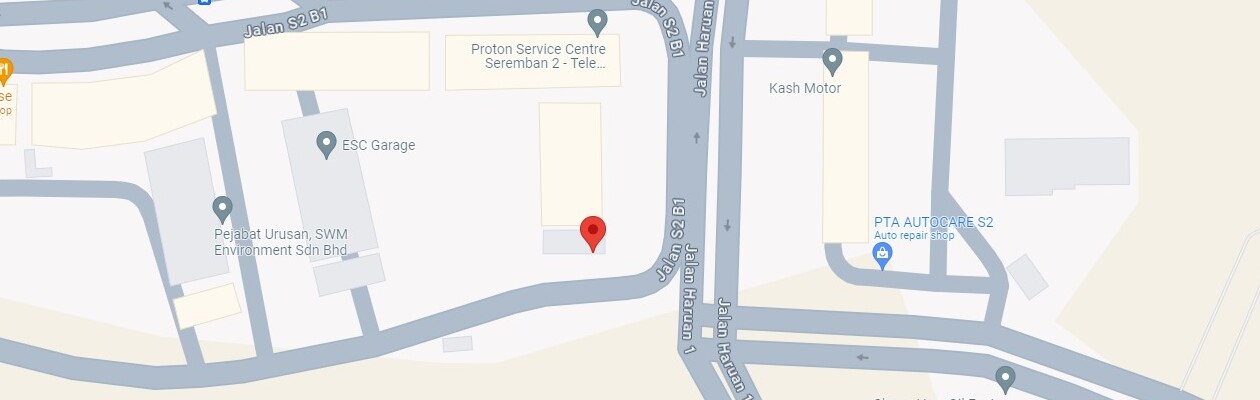 Jalan S2 B1
Proton Service Centre
Seremban 2 - Tele...
Jalan S2 B1
Jalan Haruan
Kash Motor
se
op
ESC Garage
Pejabat Urusan, SWM
Environment Sdn Bhd
Jalan S2 B1
PTA AUTOCARE S2
Auto repair shop
Jalan Haruan 1
Jalan Haruan 1